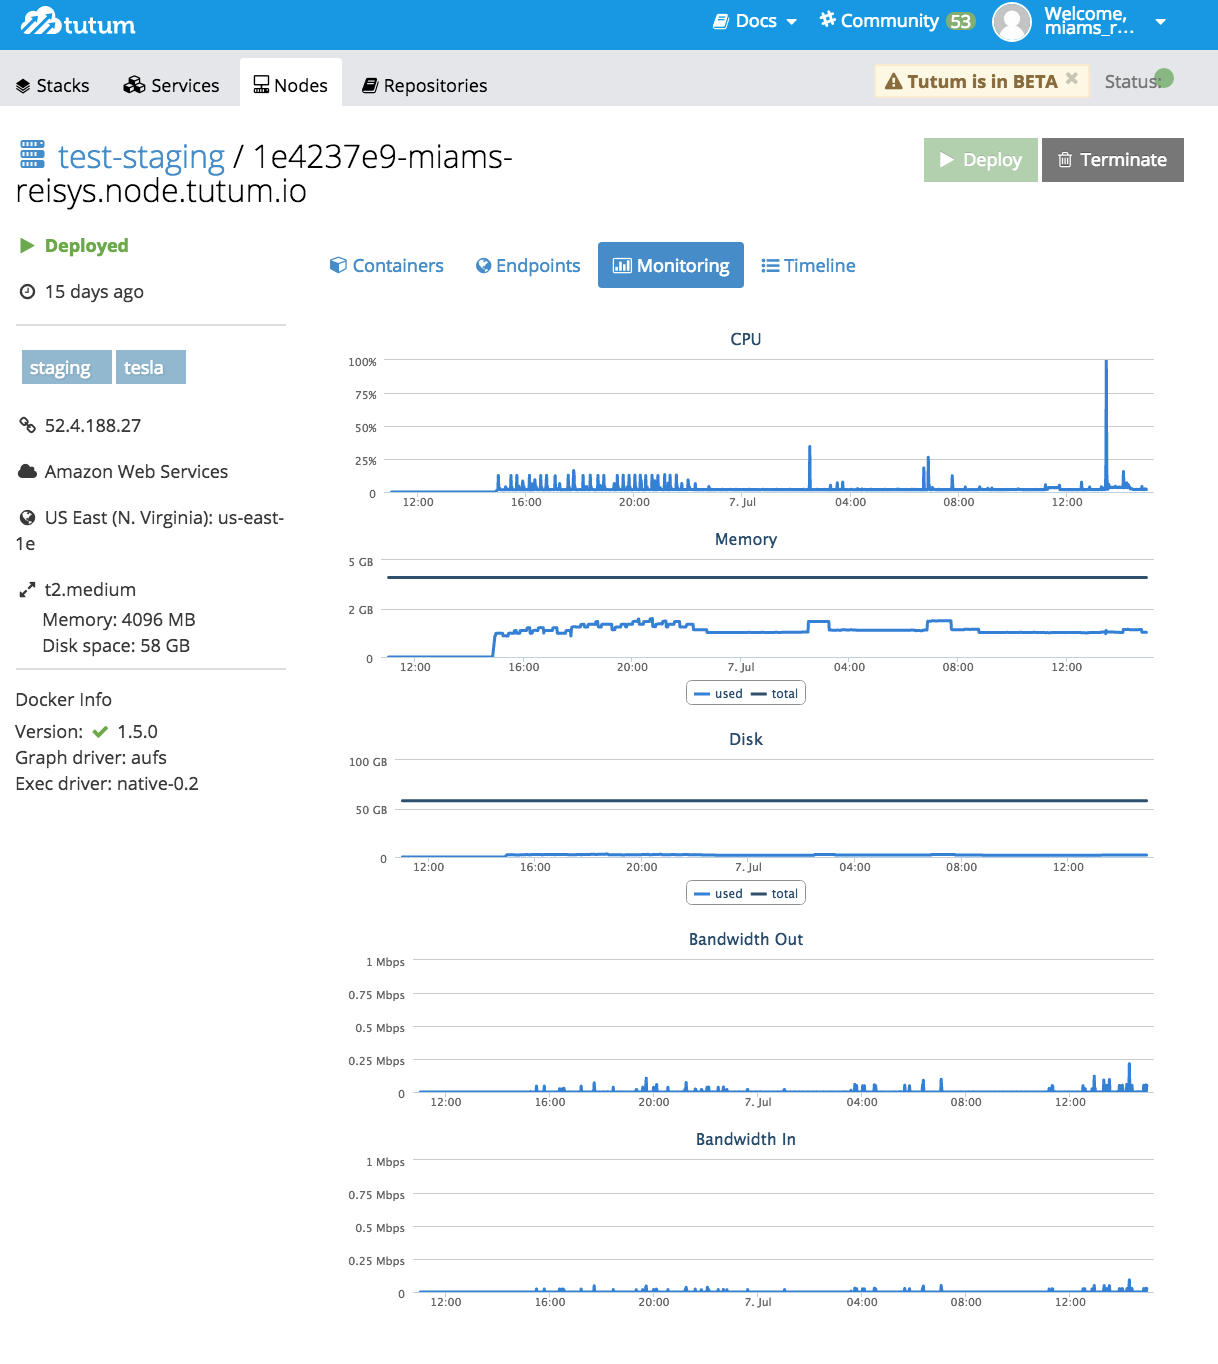 tutum
Docs
Community 53
Welcome,
miams_r...
Stacks
Services
Nodes
Repositories
Tutum is in BETA ×
Status:
test-staging / 1e4237e9-miams-
reisys.node.tutum.io
Deploy
Terminate
Deployed
15 days ago
staging
tesla
52.4.188.27
Amazon Web Services
US East (N. Virginia): us-east-
1e
t2.medium
Memory: 4096 MB
Disk space: 58 GB
Docker Info
Version: 1.5.0
Graph driver: aufs
Exec driver: native-0.2
Containers
Endpoints
Monitoring
Timeline
CPU
100%
75%
50%
25%
0
12:00 16:00 20:00 7. Jul 04:00 08:00 12:00
Memory
5 GB
2 GB
0
12:00 16:00 20:00 7. Jul 04:00 08:00 12:00
used total
Disk
100 GB
50 GB
0
12:00 16:00 20:00 7. Jul 04:00 08:00 12:00
used total
Bandwidth Out
1 Mbps
0.75 Mbps
0.5 Mbps
0.25 Mbps
0
12:00 16:00 20:00 7. Jul 04:00 08:00 12:00
Bandwidth In
1 Mbps
0.75 Mbps
0.5 Mbps
0.25 Mbps
0
12:00 16:00 20:00 7. Jul 04:00 08:00 12:00